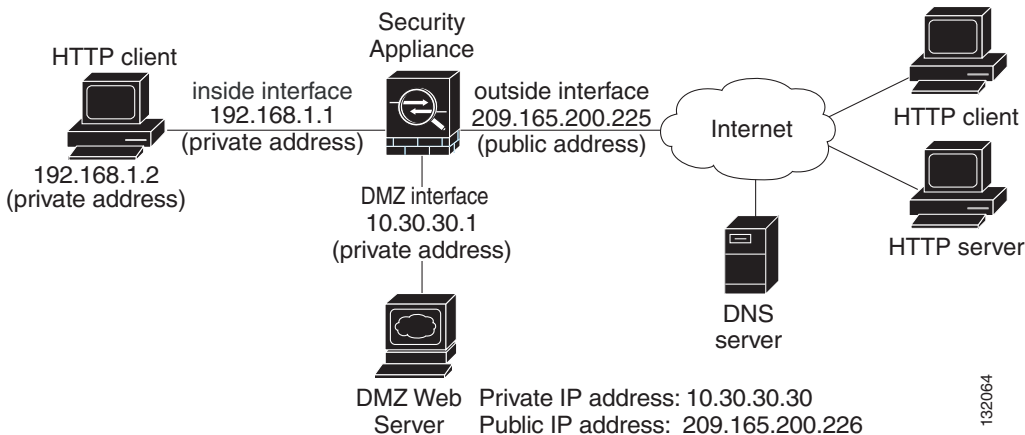 Security
Appliance
HTTP client
inside interface
192.168.1.1
(private address)
outside interface
209.165.200.225
(public address)
Internet
HTTP client
192.168.1.2
(private address)
DMZ interface
10.30.30.1
(private address)
HTTP server
DNS
server
DMZ Web
Server
Private IP address: 10.30.30.30
Public IP address: 209.165.200.226
132064